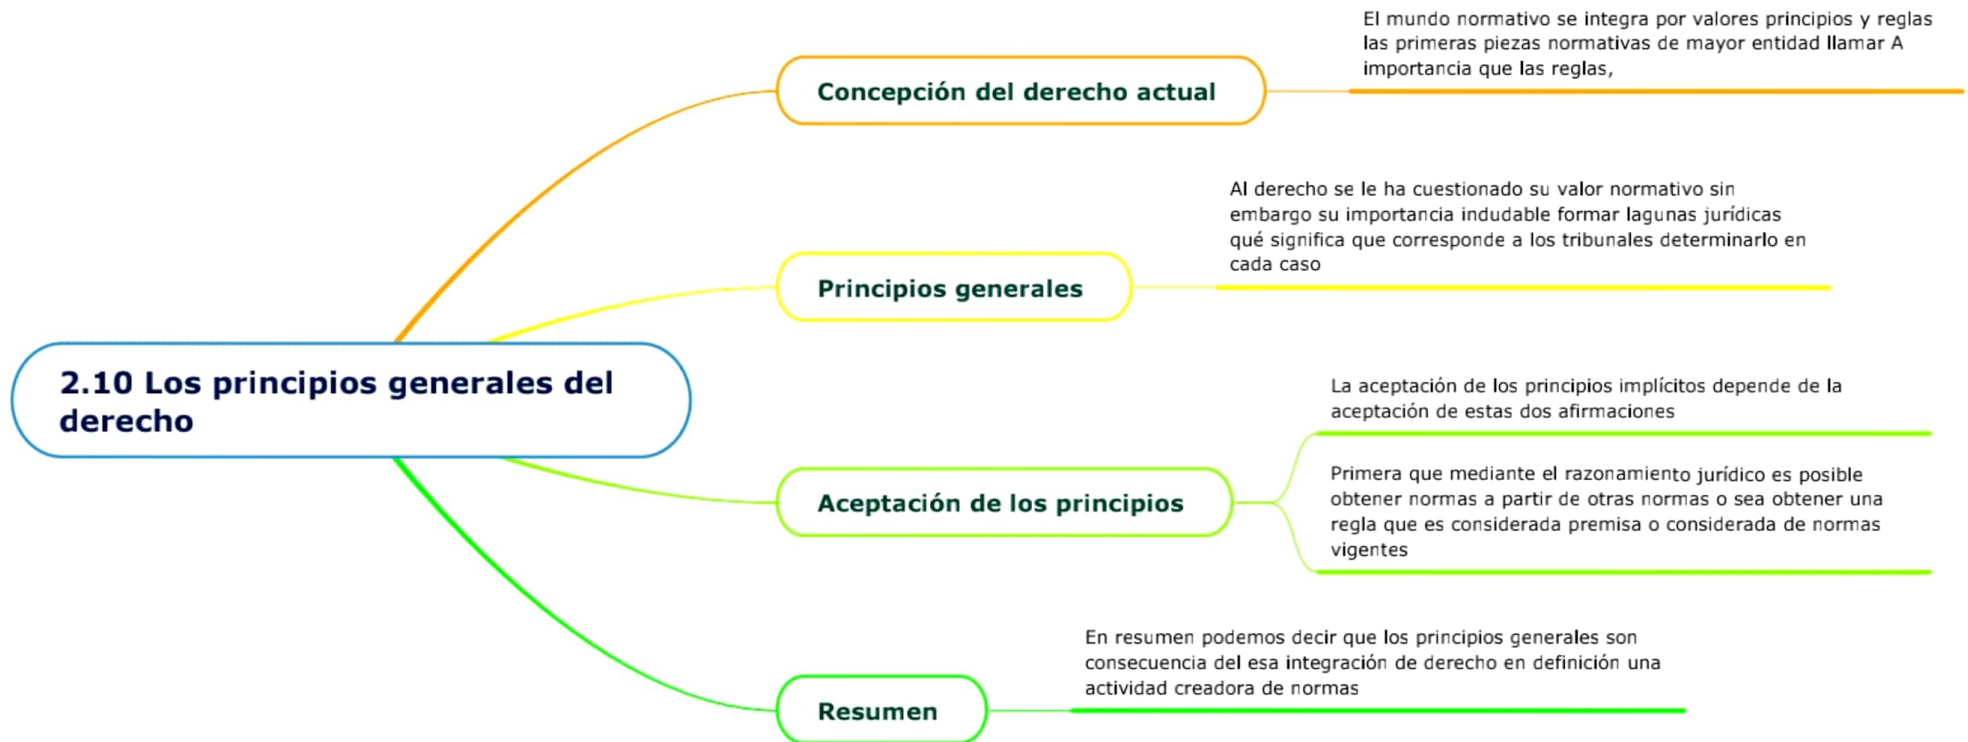 El mundo normativo se integra por valores principios y reglas
las primeras piezas normativas de mayor entidad llamar A
importancia que las reglas,
Concepción del derecho actual
Al derecho se le ha cuestionado su valor normativo sin
embargo su importancia indudable formar lagunas jurídicas
qué significa que corresponde a los tribunales determinarlo en
cada caso
Principios generales
2.10 Los principios generales del
derecho
La aceptación de los principios implícitos depende de la
aceptación de estas dos afirmaciones
Primera que mediante el razonamiento jurídico es posible
obtener normas a partir de otras normas o sea obtener una
regla que es considerada premisa o considerada de normas
vigentes
Aceptación de los principios
En resumen podemos decir que los principios generales son
consecuencia del esa integración de derecho en definición una
actividad creadora de normas
Resumen